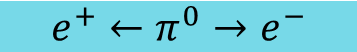 e⁺ ← π⁰ → e⁻